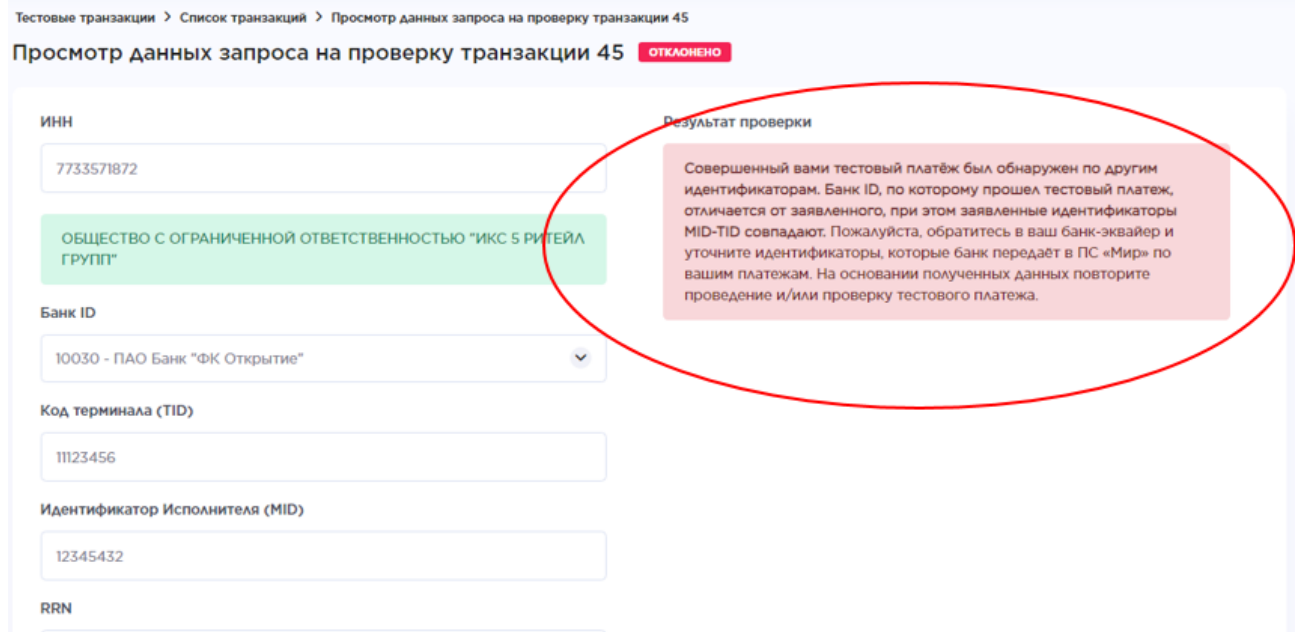 Тестовые транзакции > Список транзакций > Просмотр данных запроса на проверку транзакции 45
Просмотр данных запроса на проверку транзакции 45 ОТКЛОНЕНО
ИНН
7733571872
ОБЩЕСТВО С ОГРАНИЧЕННОЙ ОТВЕТСТВЕННОСТЬЮ "ИКС 5 РИТЕЙЛ
ГРУПП"
Банк ID
10030 - ПАО Банк "ФК Открытие"
Код терминала (TID)
11123456
Идентификатор Исполнителя (MID)
12345432
RRN
Результат проверки
Совершенный вами тестовый платёж был обнаружен по другим
идентификаторам. Банк ID, по которому прошел тестовый платеж,
отличается от заявленного, при этом заявленные идентификаторы
MID-TID совпадают. Пожалуйста, обратитесь в ваш банк-эквайер и
уточните идентификаторы, которые банк передаёт в ПС «Мир» по
вашим платежам. На основании полученных данных повторите
проведение и/или проверку тестового платежа.